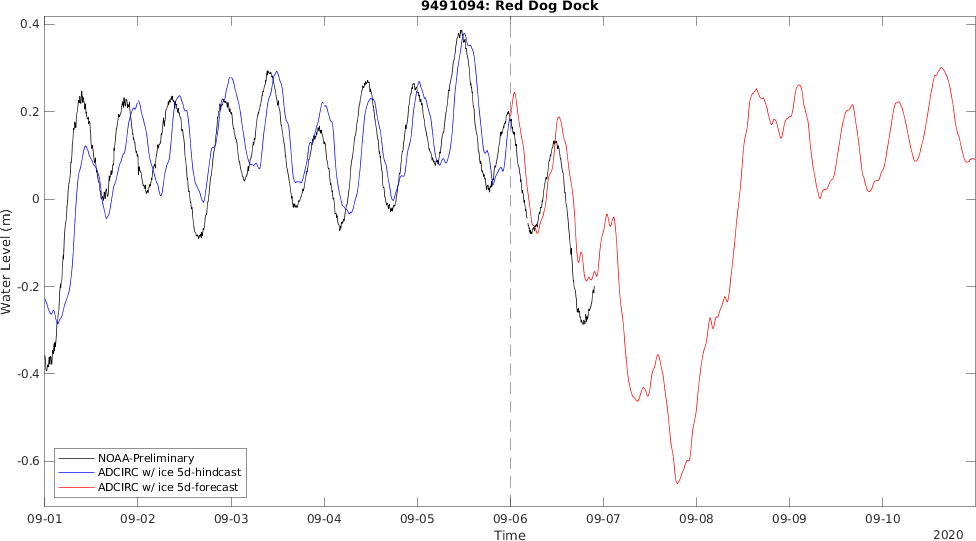 9491094: Red Dog Dock
0.4
0.2
0
-0.2
-0.4
-0.6
Water Level (m)
NOAA-Preliminary
ADCIRC w/ ice 5d-hindcast
ADCIRC w/ ice 5d-forecast
09-01 09-02 09-03 09-04 09-05 09-06 09-07 09-08 09-09 09-10
Time
2020